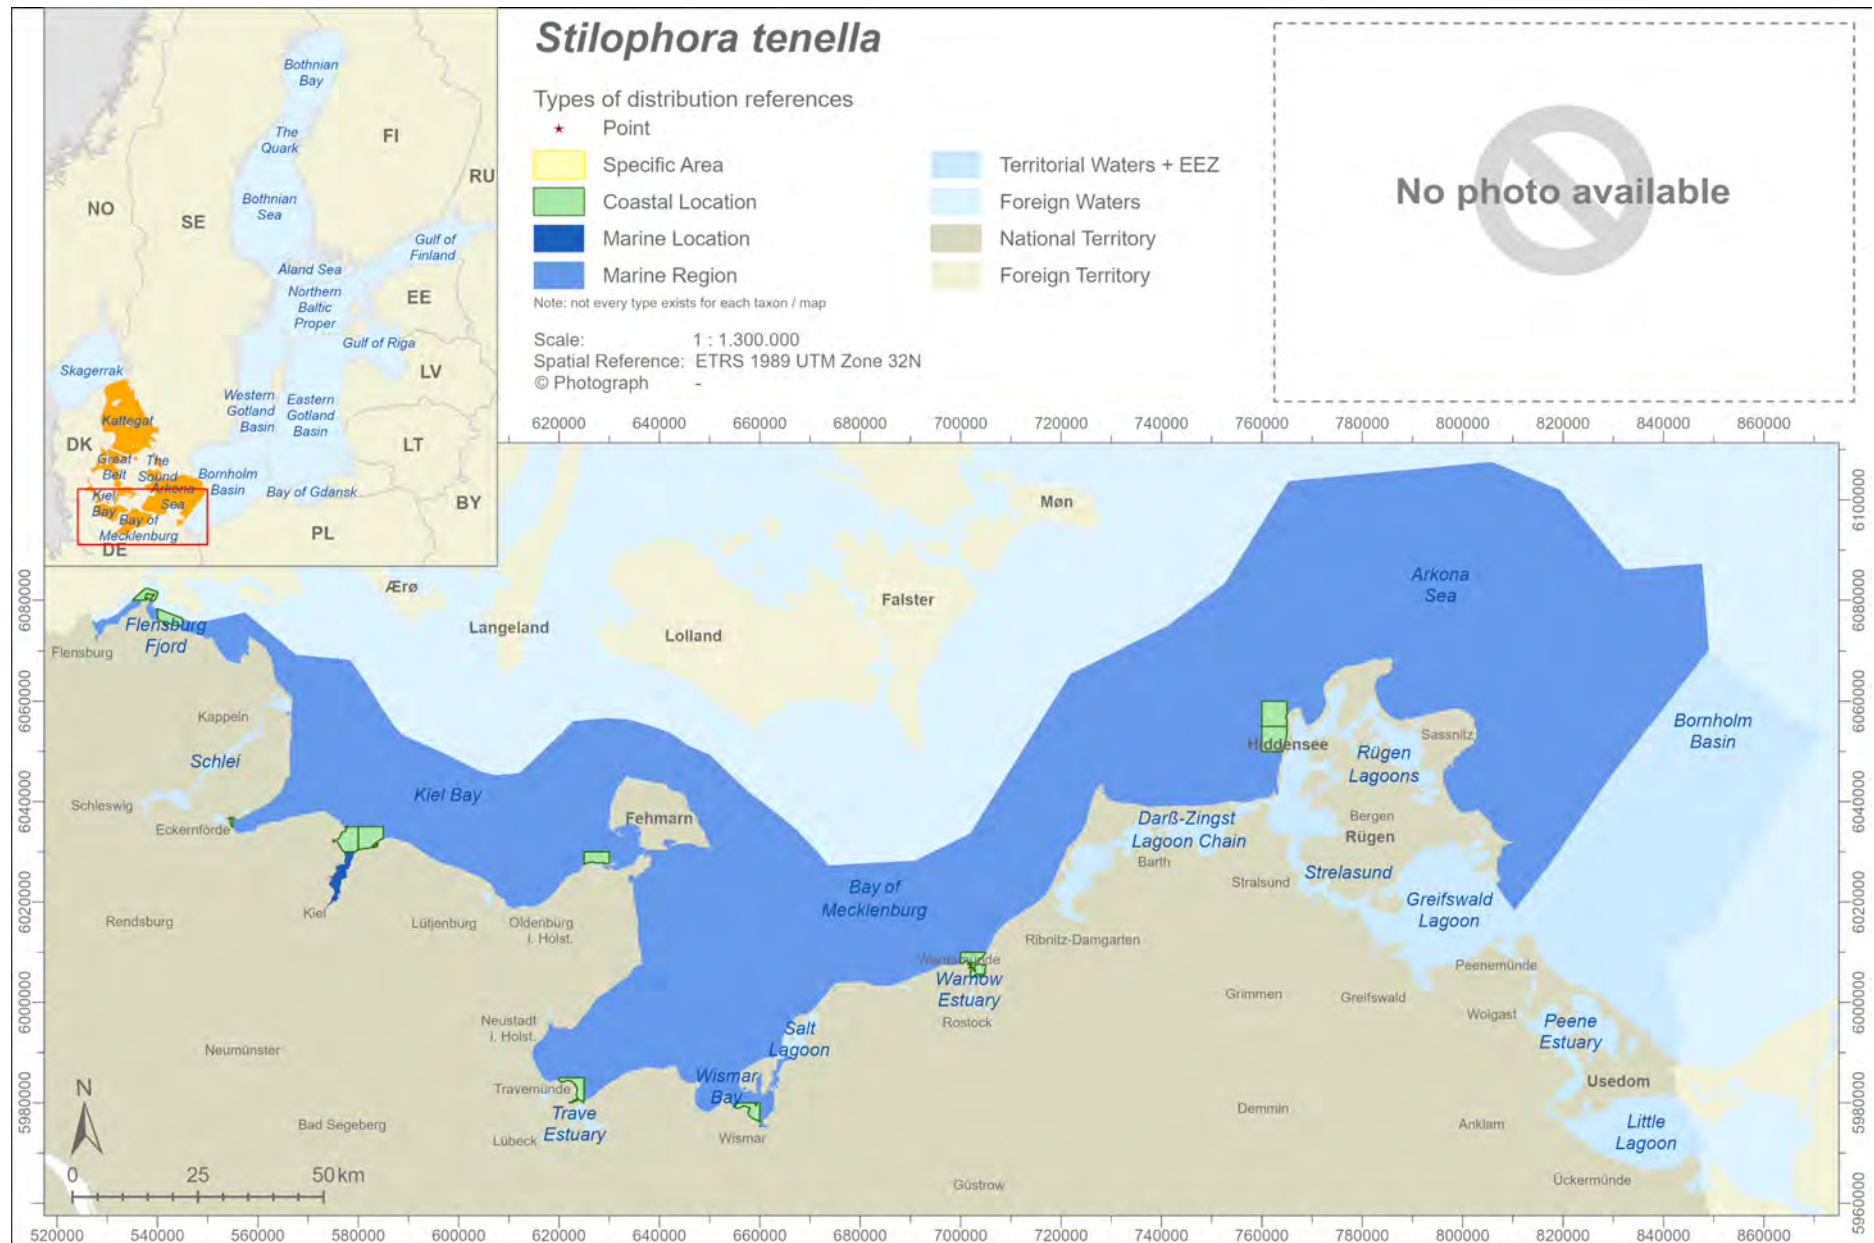 Stilophora tenella
Types of distribution references
Point
Specific Area
Coastal Location
Marine Location
Marine Region
Territorial Waters + EEZ
Foreign Waters
National Territory
Foreign Territory
Note: not every type exists for each taxon / map
Scale: 1 : 1.300.000
Spatial Reference: ETRS 1989 UTM Zone 32N
© Photograph -
No photo available
Bothnian
Bay
The
Quark
FI
RU
Bothnian
Sea
NO
SE
Gulf of
Finland
Åland Sea
Northern
Baltic
Proper
EE
Gulf of Riga
Skagerrak
LV
Western
Gotland
Basin
Eastern
Gotland
Basin
Kattegat
DK
LT
Great
Belt
The
Sound
Bornholm
Basin
Arkona
Sea
Bay of Gdansk
Kiel
Bay
Bay of
Mecklenburg
BY
PL
DE
620000 640000 660000 680000 700000 720000 740000 760000 780000 800000 820000 840000 860000
Møn
Ærø
Langeland
Lolland
Falster
Arkona
Sea
Flensburg
Fjord
Flensburg
Kappeln
Schlei
Schleswig
Eckernförde
Kiel Bay
Fehmarn
Hiddensee
Sassnitz
Rügen
Lagoons
Bornholm
Basin
Darß-Zingst
Lagoon Chain
Barth
Bergen
Rügen
Strelasund
Stralsund
Greifswald
Lagoon
Bay of
Mecklenburg
Rendsburg
Kiel
Lütjenburg
Oldenburg
i. Holst.
Ribnitz-Damgarten
Warnemünde
Warnow
Estuary
Rostock
Peenemünde
Grimmen
Greifswald
Wolgast
Peene
Estuary
Neustadt
i. Holst.
Salt
Lagoon
Neumünster
Wismar
Bay
Travemünde
Trave
Estuary
Usedom
Demmin
Anklam
Little
Lagoon
Bad Segeberg
Lübeck
Wismar
Güstrow
Ückermünde
N
0 25 50 km
6080000
6060000
6040000
6020000
6000000
5980000
6100000
6080000
6060000
6040000
6020000
6000000
5980000
5960000
520000 540000 560000 580000 600000 620000 640000 660000 680000 700000 720000 740000 760000 780000 800000 820000 840000 860000